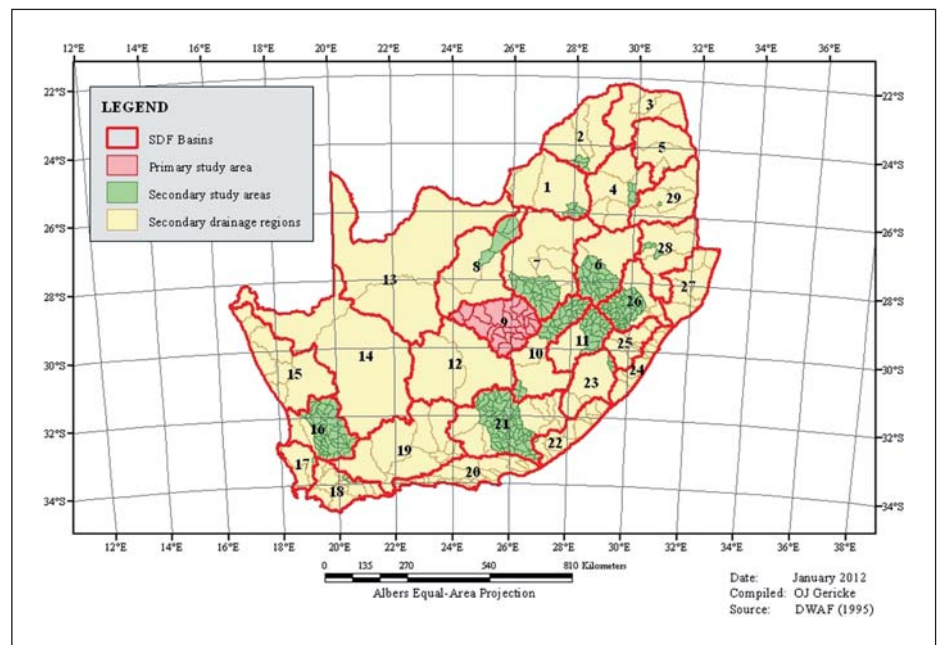 12°E 14°E 16°E 18°E 20°E 22°E 24°E 26°E 28°E 30°E 32°E 34°E 36°E
22°S 22°S
24°S 24°S
26°S 26°S
28°S 28°S
30°S 30°S
32°S 32°S
34°S 34°S
LEGEND
SDF Basins
Primary study area
Secondary study areas
Secondary drainage regions
3
2
5
1 4
29
28
8 7 6
27
13
26
9
25
11
10
14 12
24
15
23
21
16
22
19
17
20
18
12°E 14°E 16°E 18°E 20°E 22°E 24°E 26°E 28°E 30°E 32°E 34°E 36°E 38°E
0 135 270 540 810 Kilometers
Albers Equal-Area Projection
Date: January 2012
Compiled: OJ Gericke
Source: DWAF (1995)